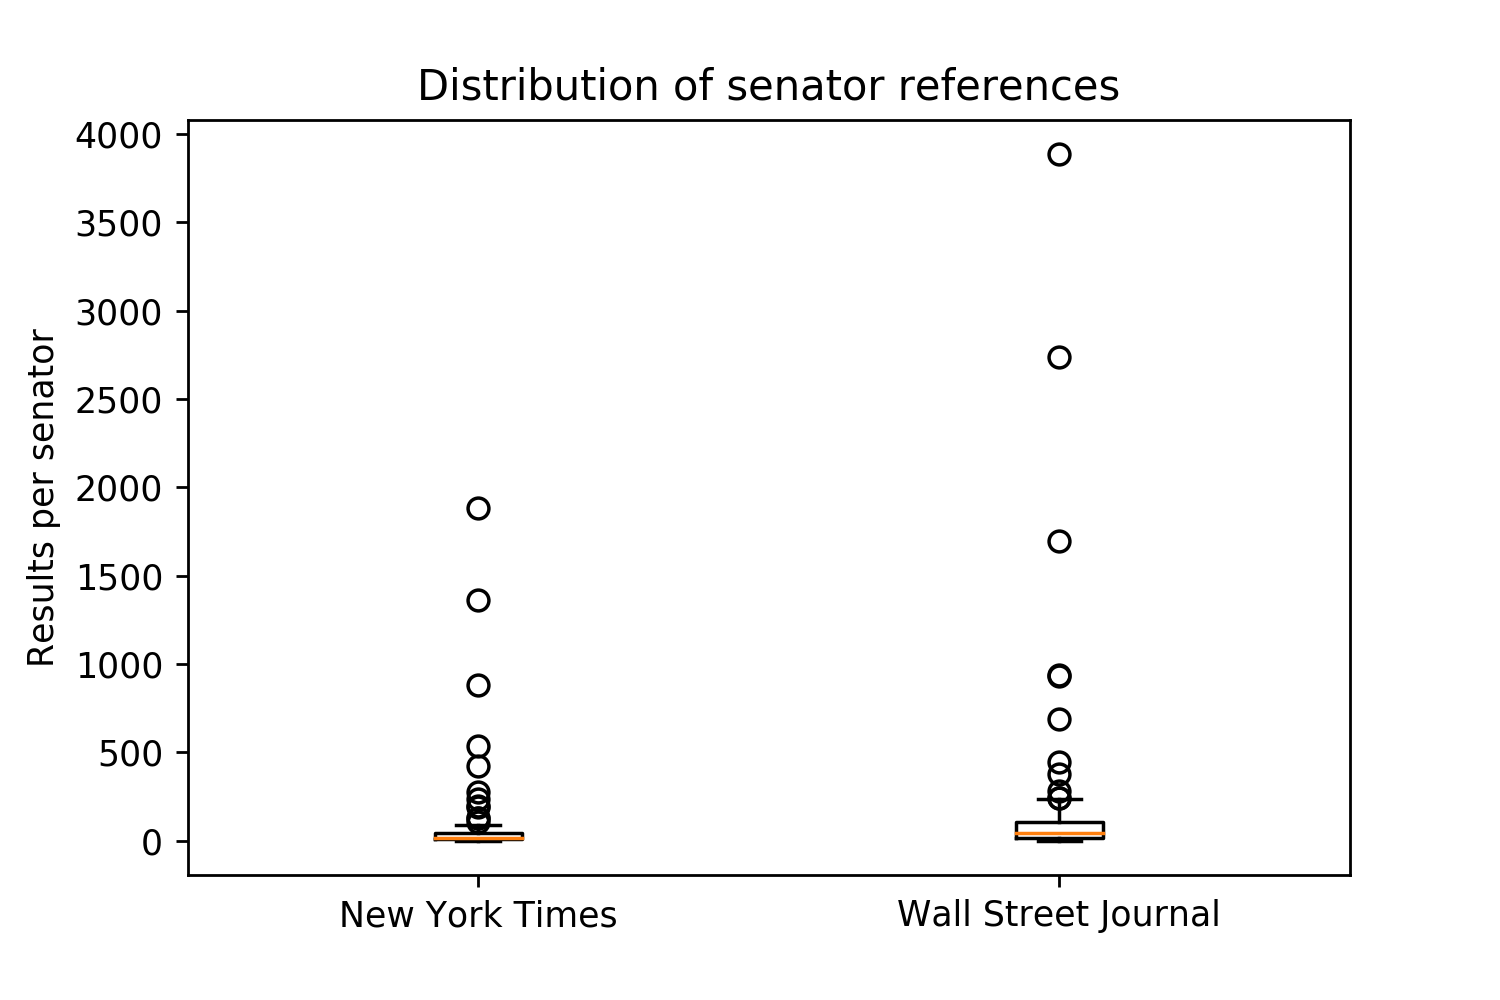 Distribution of senator references
4000
3500
3000
2500
2000
1500
1000
500
0
Results per senator
New York Times
Wall Street Journal